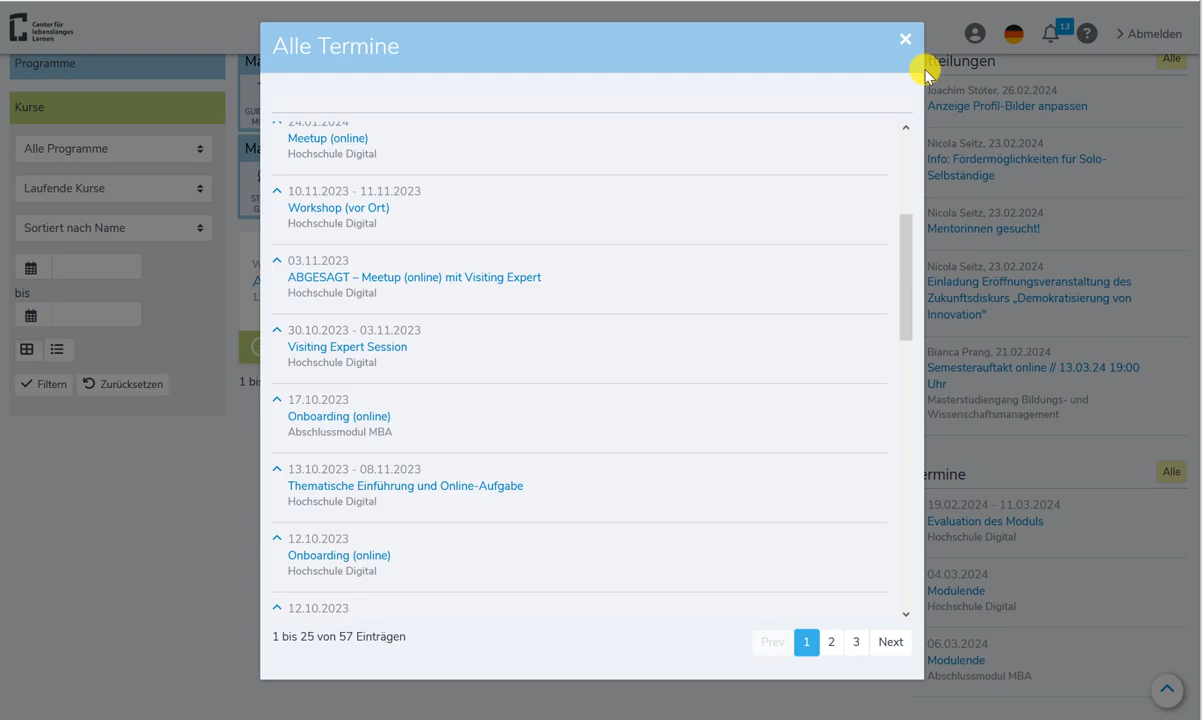 Center für
lebenslanges
Lernen
13
Abmelden
Alle Termine
Programme
Kurse
Alle Programme
Laufende Kurse
Sortiert nach Name
bis
Filtern
Zurücksetzen
1 bis
24.01.2024
Meetup (online)
Hochschule Digital
10.11.2023 - 11.11.2023
Workshop (vor Ort)
Hochschule Digital
03.11.2023
ABGESAGT – Meetup (online) mit Visiting Expert
Hochschule Digital
30.10.2023 - 03.11.2023
Visiting Expert Session
Hochschule Digital
17.10.2023
Onboarding (online)
Abschlussmodul MBA
13.10.2023 - 08.11.2023
Thematische Einführung und Online-Aufgabe
Hochschule Digital
12.10.2023
Onboarding (online)
Hochschule Digital
12.10.2023
1 bis 25 von 57 Einträgen
Prev 1 2 3 Next
tteilungen
Alle
Joachim Stöter, 26.02.2024
Anzeige Profil-Bilder anpassen
Nicola Seitz, 23.02.2024
Info: Fördermöglichkeiten für Solo-
Selbständige
Nicola Seitz, 23.02.2024
Mentorinnen gesucht!
Nicola Seitz, 23.02.2024
Einladung Eröffnungsveranstaltung des
Zukunftsdiskurs „Demokratisierung von
Innovation"
Bianca Prang, 21.02.2024
Semesterauftakt online // 13.03.24 19:00
Uhr
Masterstudiengang Bildungs- und
Wissenschaftsmanagement
ermine
Alle
19.02.2024 - 11.03.2024
Evaluation des Moduls
Hochschule Digital
04.03.2024
Modulende
Hochschule Digital
06.03.2024
Modulende
Abschlussmodul MBA